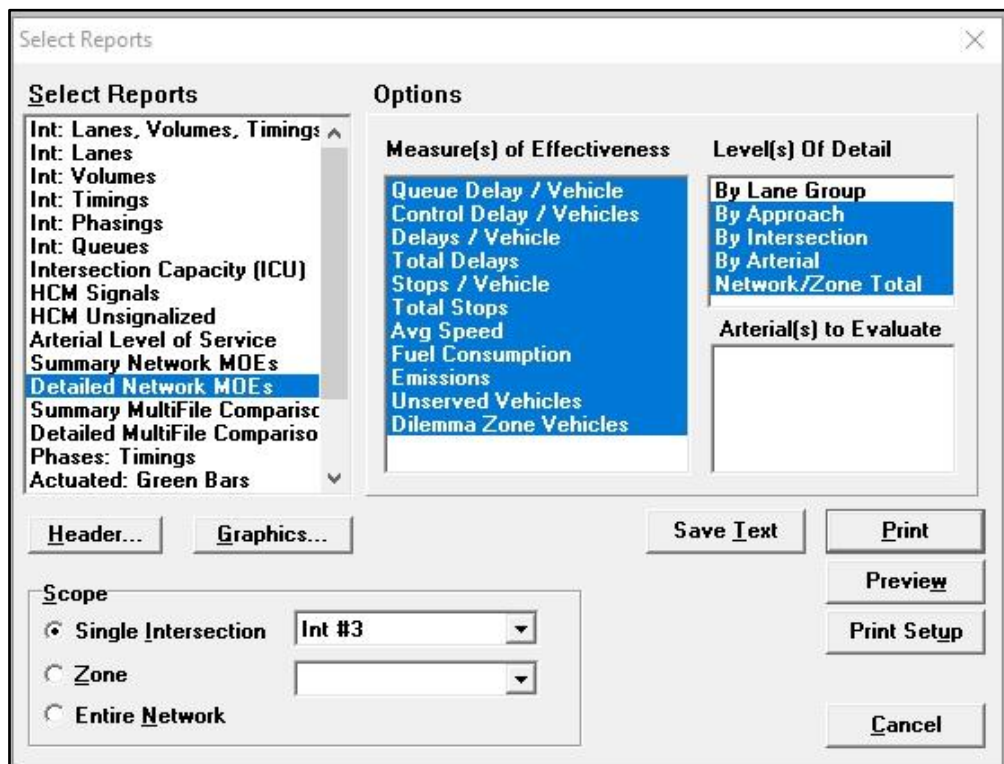 Select Reports
Select Reports
Int: Lanes, Volumes, Timings
Int: Lanes
Int: Volumes
Int: Timings
Int: Phasings
Int: Queues
Intersection Capacity (ICU)
HCM Signals
HCM Unsignalized
Arterial Level of Service
Summary Network MOEs
Detailed Network MOEs
Summary MultiFile Comparisc
Detailed MultiFile Compariso
Phases: Timings
Actuated: Green Bars
Options
Measure(s) of Effectiveness
Queue Delay / Vehicle
Control Delay / Vehicles
Delays / Vehicle
Total Delays
Stops / Vehicle
Total Stops
Avg Speed
Fuel Consumption
Emissions
Unserved Vehicles
Dilemma Zone Vehicles
Level(s) Of Detail
By Lane Group
By Approach
By Intersection
By Arterial
Network/Zone Total
Arterial(s) to Evaluate
Header...
Graphics...
Save Text
Print
Preview
Print Setup
Cancel
Scope
Single Intersection
Int #3
Zone
Entire Network